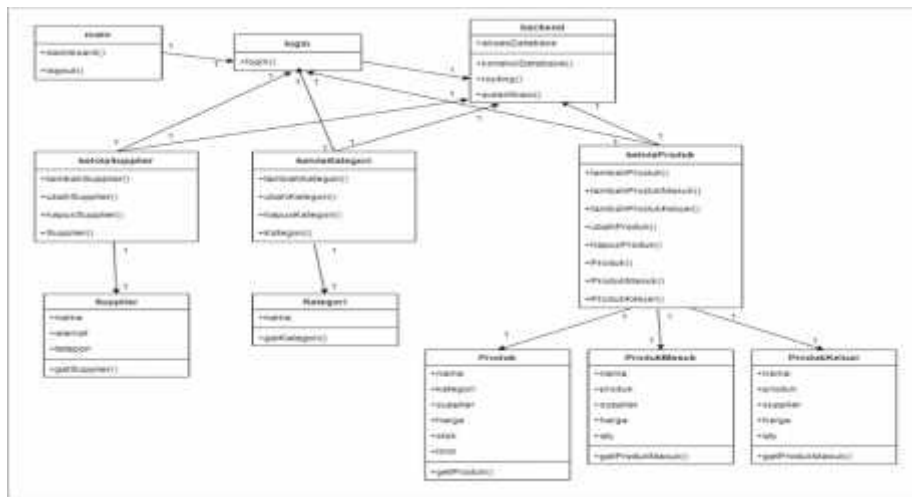 main
+dashboard()
+logout()
login
+login()
backend
+aksesDatabase
+koneksiDatabase()
+routing()
kelolaSupplier
+tambahSupplier()
+ubahSupplier()
+hapusSupplier()
+Supplier()
kelolaKategori
+tambahKategori()
+ubahKategori()
+hapusKategori()
+Kategori()
kelolaProduk
+tambahProduk()
+tambahProdukMasuk()
+tambahProdukKeluar()
+ubahProduk()
+hapusProduk()
+Produk()
+ProdukMasuk()
+ProdukKeluar()
Supplier
+nama
+alamat
+telepon
+getSupplier()
Kategori
+nama
+getKategori()
Produk
+nama
+kategori
+supplier
+harga
+stok
+getProduk()
ProdukMasuk
+nama
+produk
+supplier
+harga
+qty
+getProdukMasuk()
ProdukKeluar
+nama
+produk
+supplier
+harga
+qty
+getProdukMasuk()